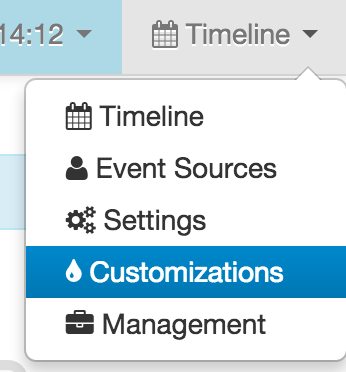 14:12 Timeline
Timeline
Event Sources
Settings
Customizations
Management